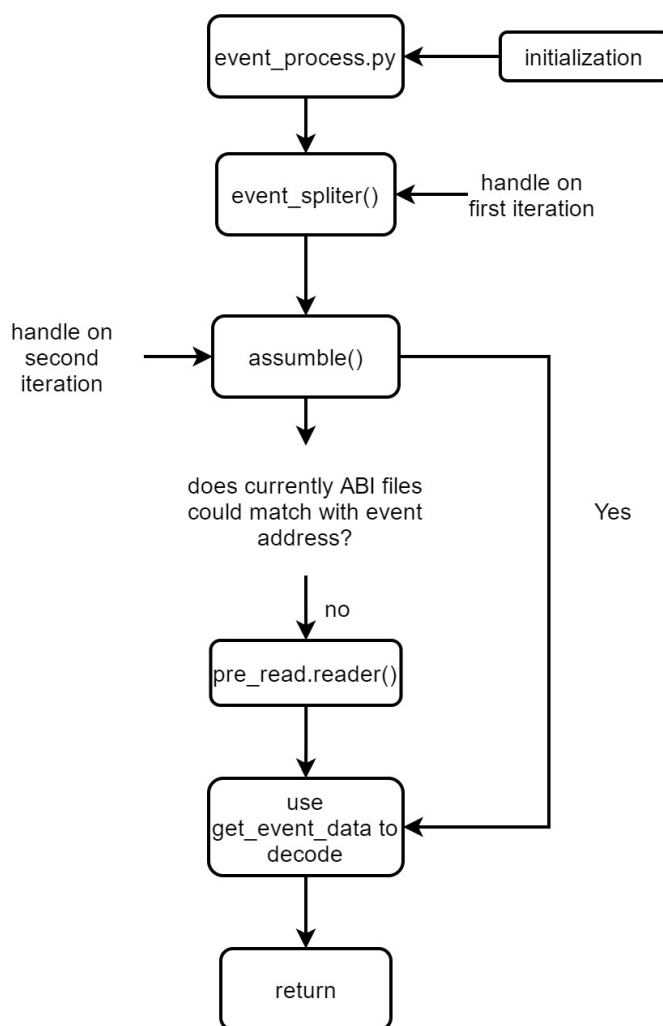 event_process.py
initialization
event_spliter()
handle on
first iteration
handle on
second
iteration
assumble()
does currently ABI files
could match with event
address?
Yes
no
pre_read.reader()
use
get_event_data to
decode
return